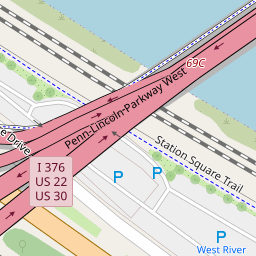 69C
Penn-Lincoln-Parkway West
e Drive
Station Square Trail
I 376
US 22
US 30
P
P
P
West River